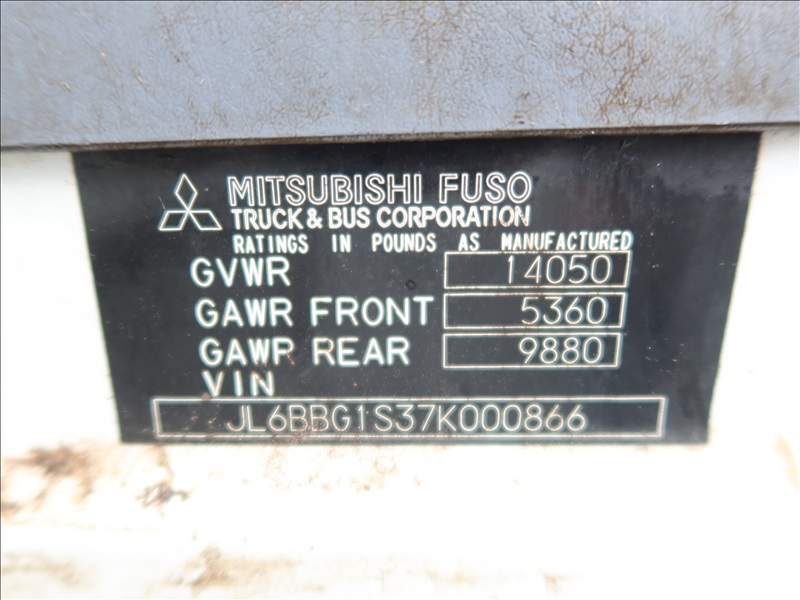 MITSUBISHI FUSO
TRUCK & BUS CORPORATION
RATINGS IN POUNDS AS MANUFACTURED
GVWR 14050
GAWR FRONT 5360
GAWR REAR 9880
VIN
JL6BBG1S37K000866